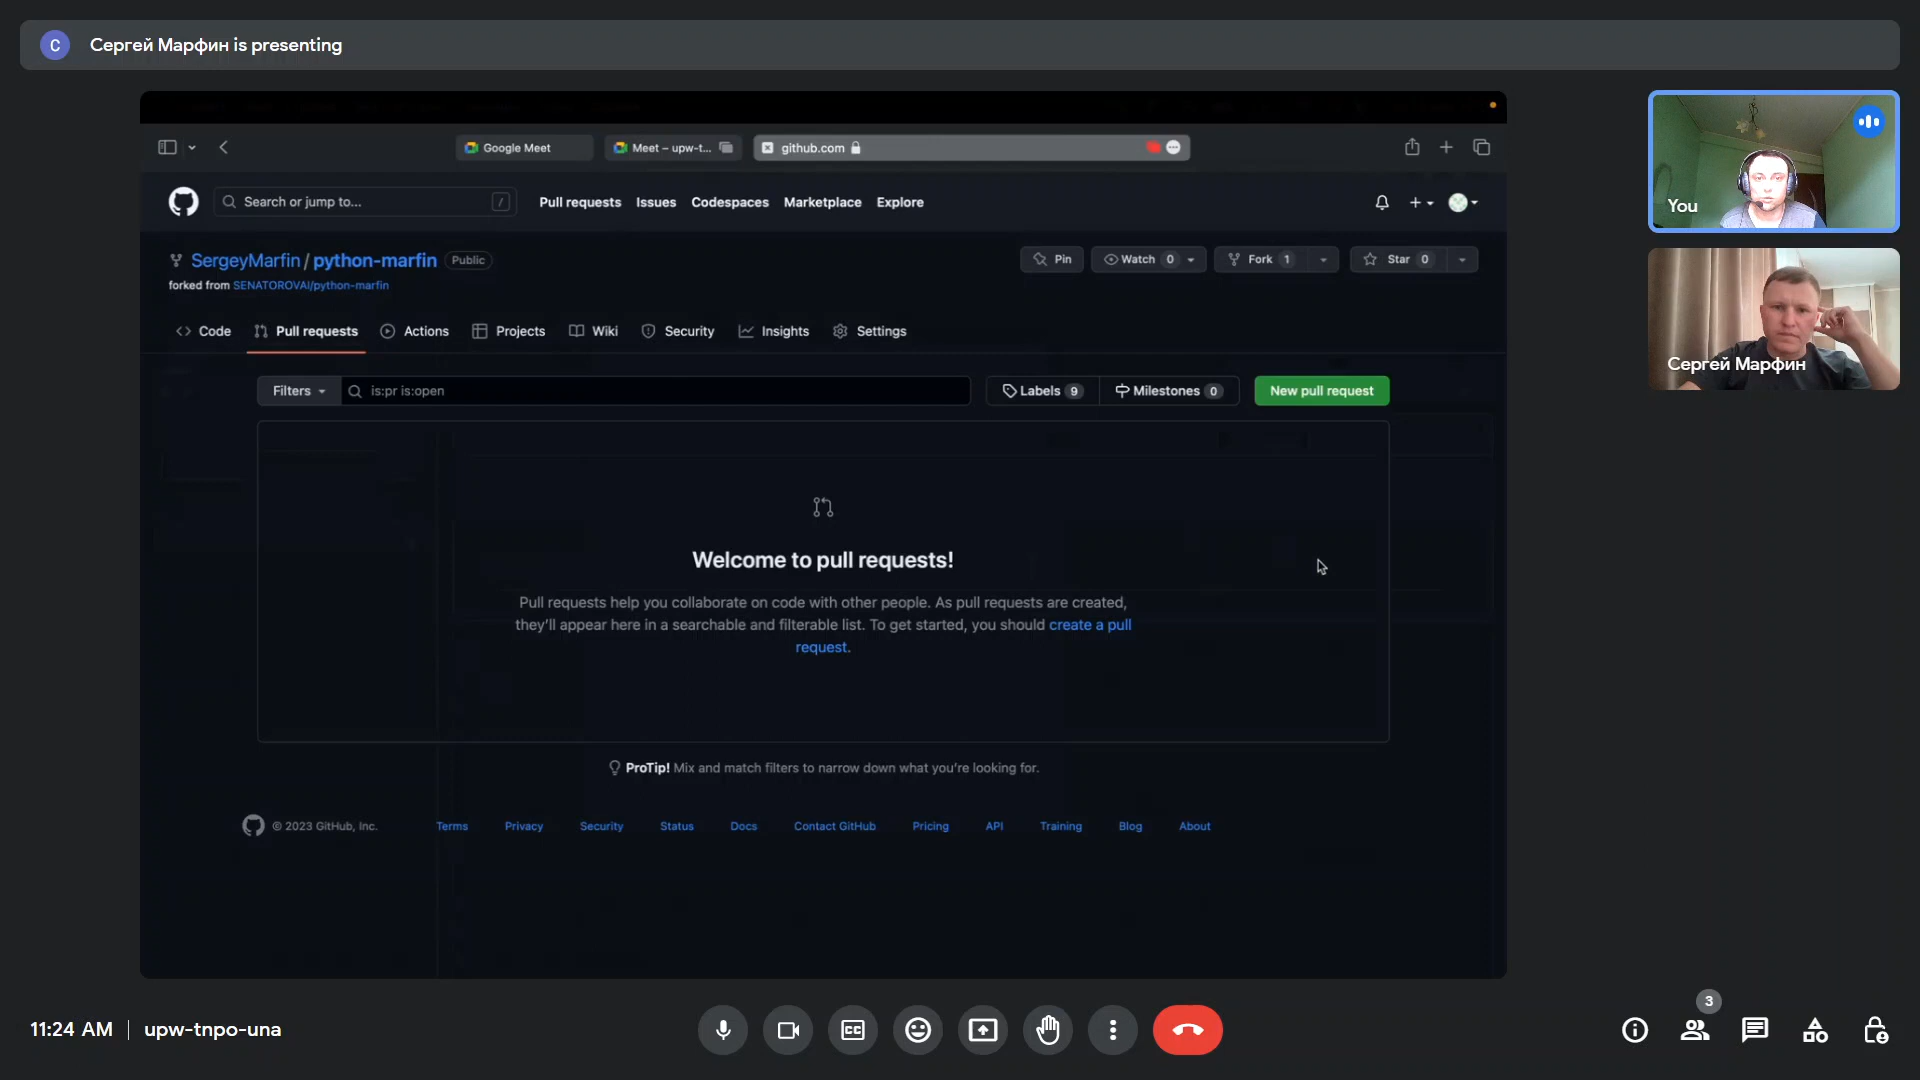 C Сергей Марфин is presenting
Google Meet
Meet – upw-t...
github.com
Search or jump to... /
Pull requests Issues Codespaces Marketplace Explore
SergeyMarfin / python-marfin Public
Pin Watch 0 Fork 1 Star 0
forked from SENATOROVAI/python-marfin
Code Pull requests Actions Projects Wiki Security Insights Settings
Filters is:pr is:open Labels 9 Milestones 0 New pull request
Welcome to pull requests!
Pull requests help you collaborate on code with other people. As pull requests are created,
they'll appear here in a searchable and filterable list. To get started, you should create a pull
request.
ProTip! Mix and match filters to narrow down what you're looking for.
© 2023 GitHub, Inc. Terms Privacy Security Status Docs Contact GitHub Pricing API Training Blog About
You
Сергей Марфин
11:24 AM | upw-tnpo-una
CC
3